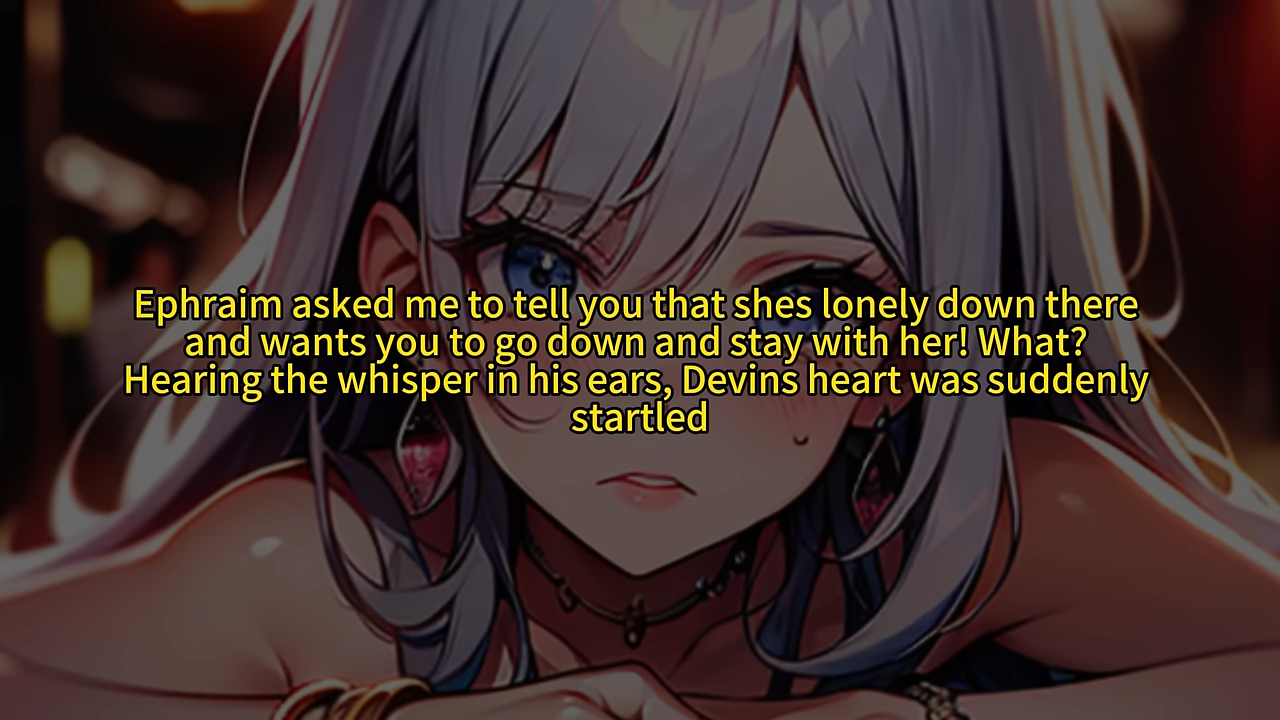 Ephraim asked me to tell you that shes lonely down there
and wants you to go down and stay with her! What?
Hearing the whisper in his ears, Devins heart was suddenly
startled